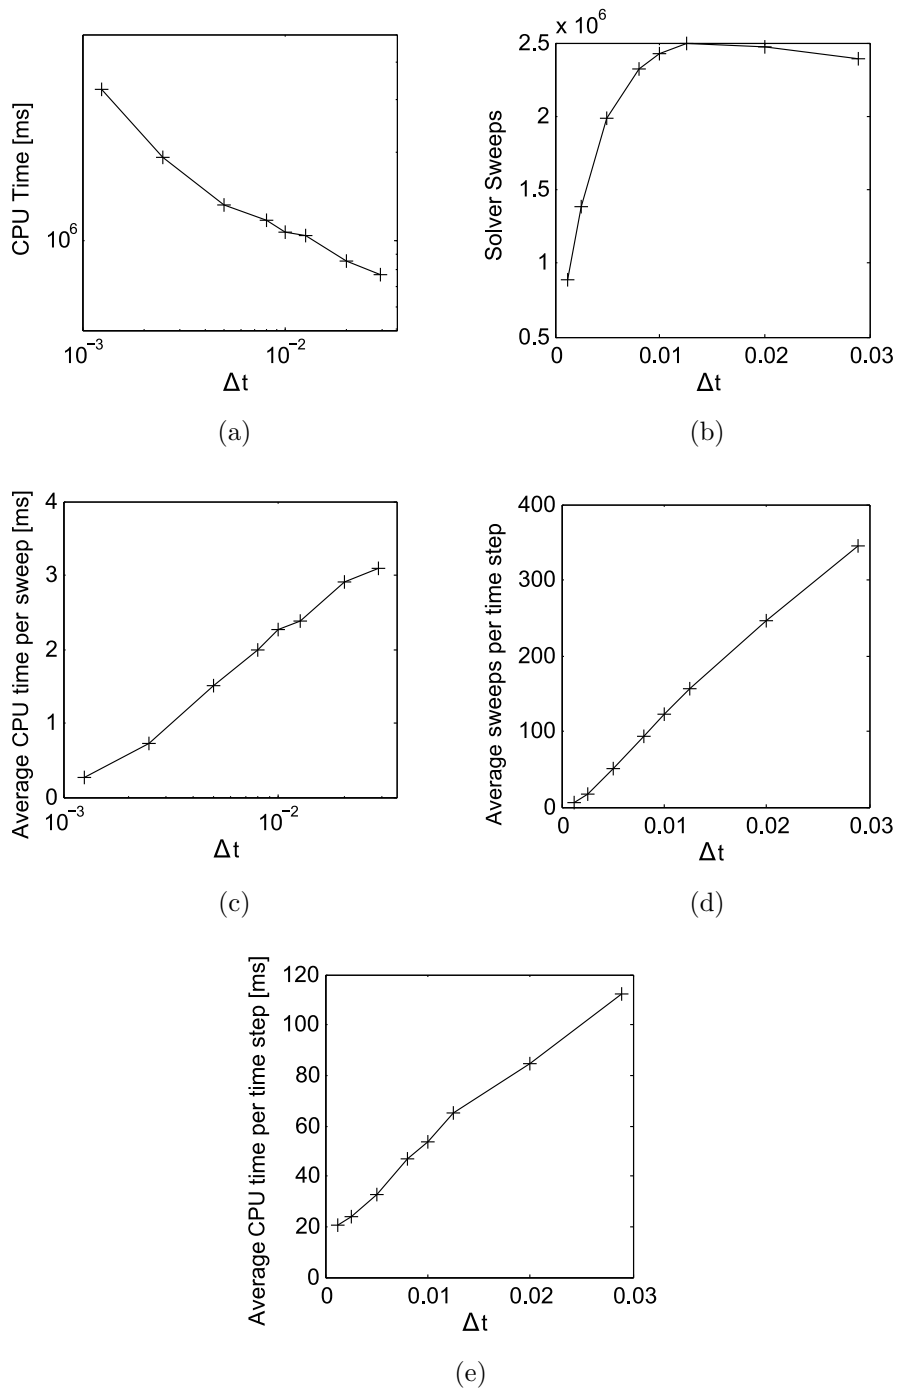 CPU Time [ms]
10⁶
10⁻³
10⁻²
Δt
(a)
x 10⁶
Solver Sweeps
2.5
2
1.5
1
0.5
0
0.01
0.02
0.03
Δt
(b)
Average CPU time per sweep [ms]
4
3
2
1
0
10⁻³
10⁻²
Δt
(c)
Average sweeps per time step
400
300
200
100
0
0
0.01
0.02
0.03
Δt
(d)
Average CPU time per time step [ms]
120
100
80
60
40
20
0
0
0.01
0.02
0.03
Δt
(e)